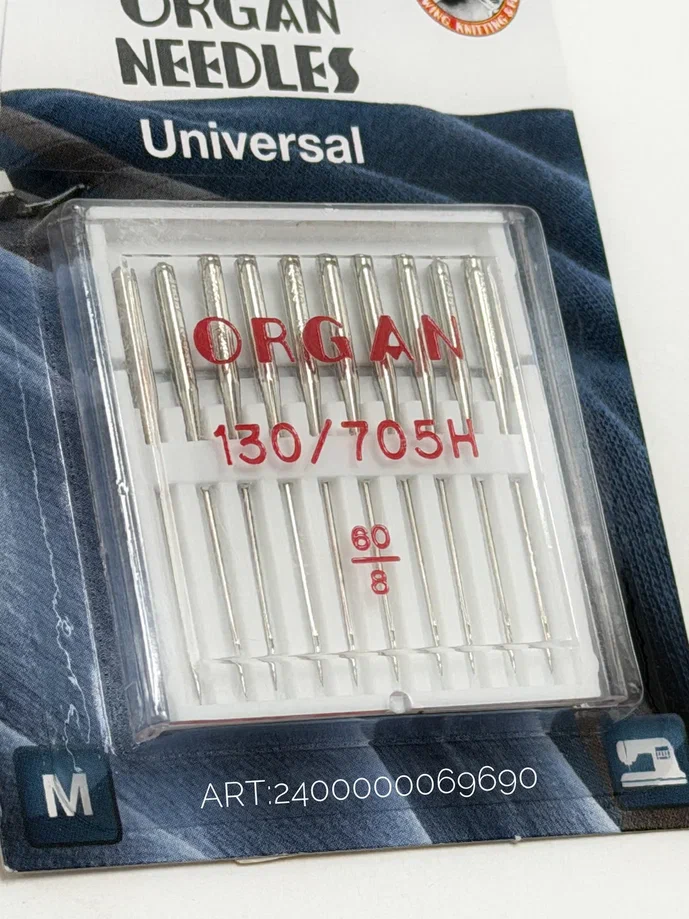 ORGAN
NEEDLES
Universal
ORGAN
130/705H
60
8
M
ART:2400000069690